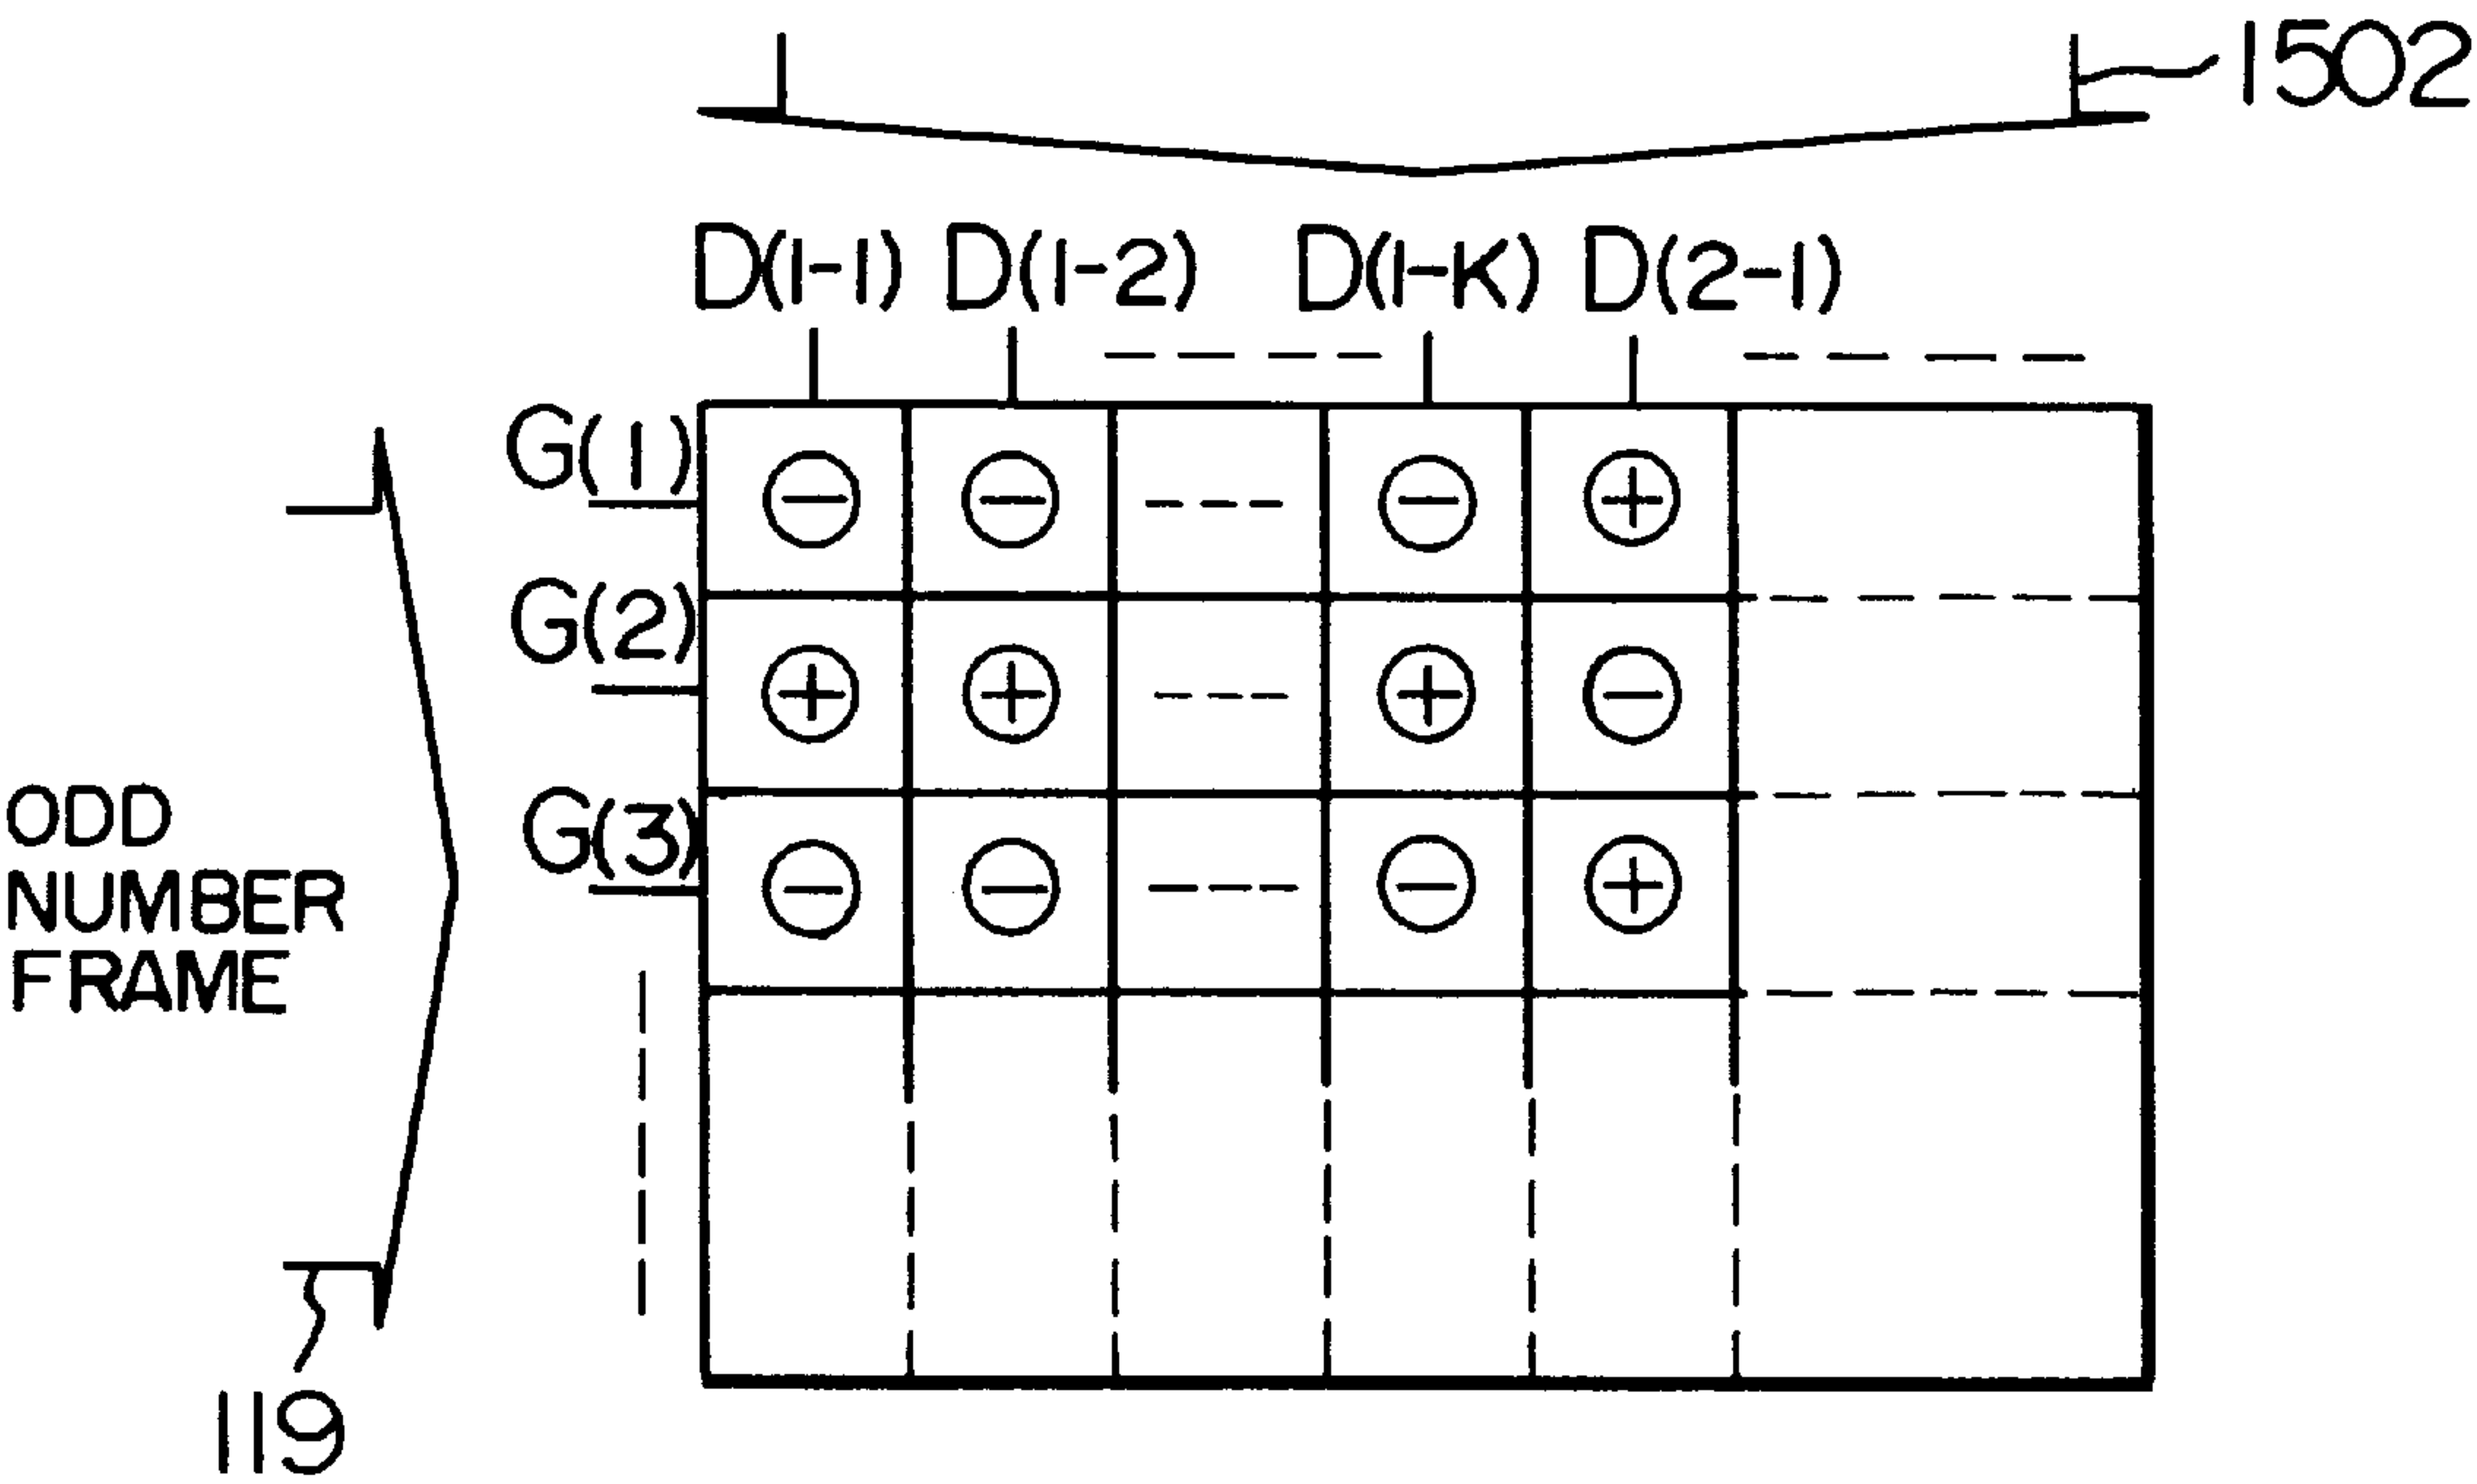 1502
D(1-1) D(1-2) D(1-K) D(2-1)
G(1)
G(2)
G(3)
ODD
NUMBER
FRAME
119